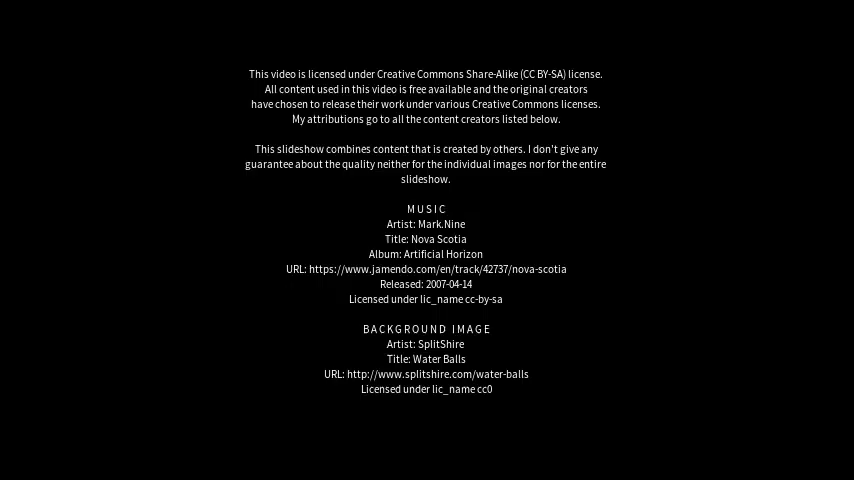 This video is licensed under Creative Commons Share-Alike (CC BY-SA) license.
All content used in this video is free available and the original creators
have chosen to release their work under various Creative Commons licenses.
My attributions go to all the content creators listed below.
This slideshow combines content that is created by others. I don't give any
guarantee about the quality neither for the individual images nor for the entire
slideshow.
MUSIC
Artist: Mark.Nine
Title: Nova Scotia
Album: Artificial Horizon
URL: https://www.jamendo.com/en/track/42737/nova-scotia
Released: 2007-04-14
Licensed under lic_name cc-by-sa
BACKGROUND IMAGE
Artist: SplitShire
Title: Water Balls
URL: http://www.splitshire.com/water-balls
Licensed under lic_name cc0